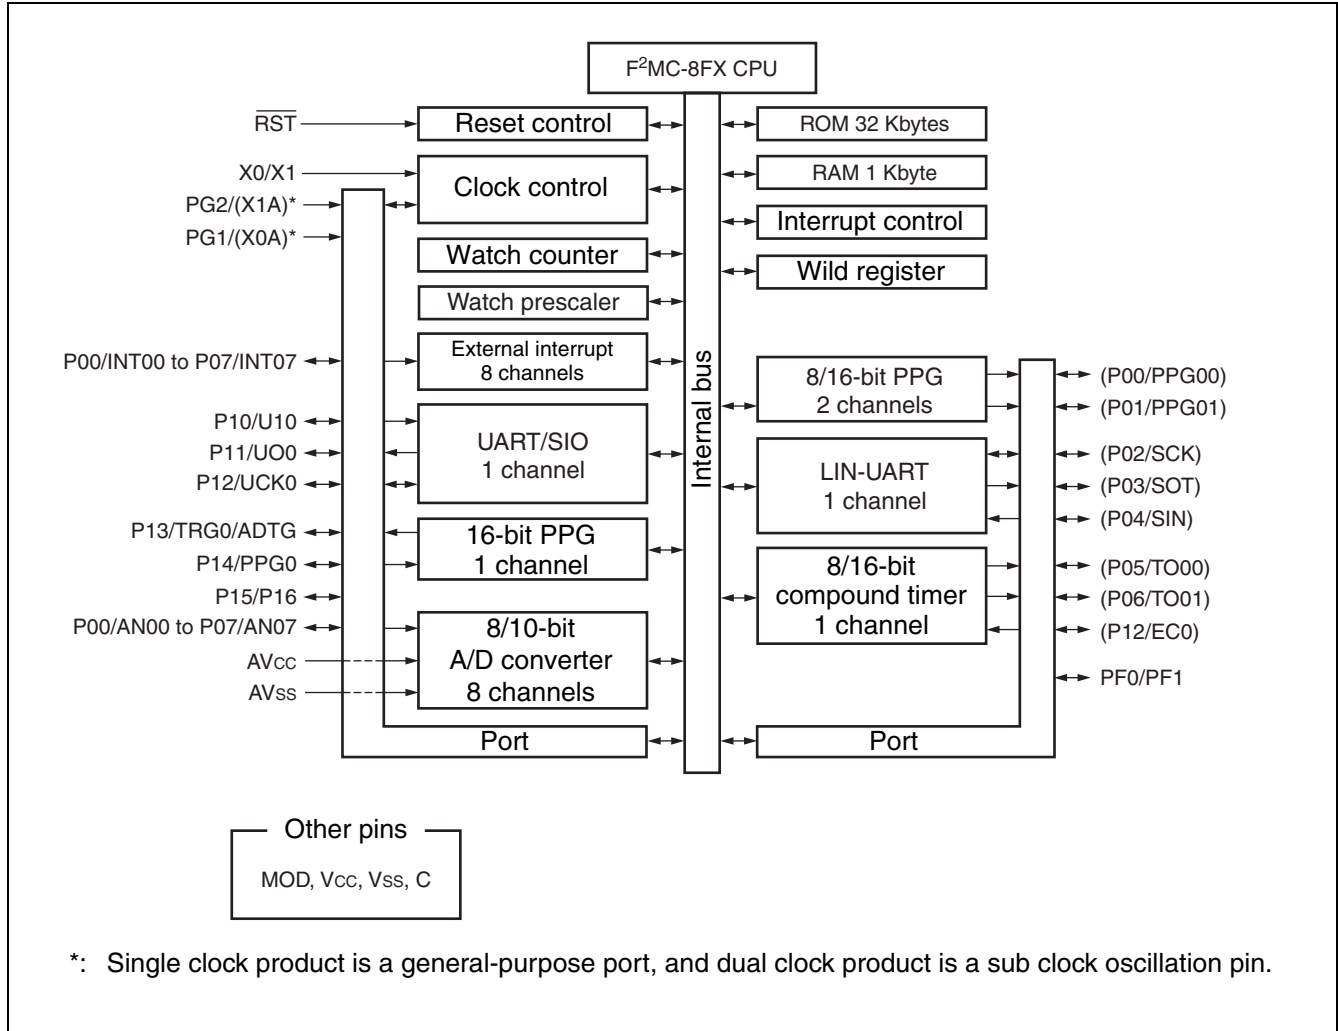 F²MC-8FX CPU
RST
Reset control
ROM 32 Kbytes
X0/X1
Clock control
RAM 1 Kbyte
PG2/(X1A)*
PG1/(X0A)*
Interrupt control
Watch counter
Wild register
Watch prescaler
P00/INT00 to P07/INT07
External interrupt
8 channels
Internal bus
8/16-bit PPG
2 channels
(P00/PPG00)
(P01/PPG01)
P10/U10
P11/UO0
P12/UCK0
UART/SIO
1 channel
LIN-UART
1 channel
(P02/SCK)
(P03/SOT)
(P04/SIN)
P13/TRG0/ADTG
P14/PPG0
16-bit PPG
1 channel
8/16-bit
compound timer
1 channel
(P05/TO00)
(P06/TO01)
(P12/EC0)
P15/P16
P00/AN00 to P07/AN07
AVCC
AVSS
8/10-bit
A/D converter
8 channels
PF0/PF1
Port
Port
Other pins
MOD, VCC, VSS, C
*: Single clock product is a general-purpose port, and dual clock product is a sub clock oscillation pin.